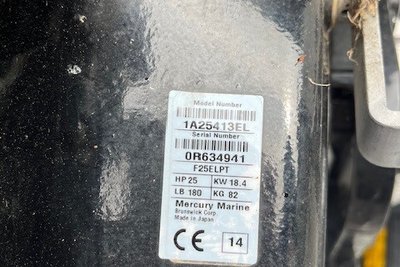 Model Number
1A25413EL
Serial Number
0R634941
F25ELPT
HP 25 KW 18.4
LB 180 KG 82
Mercury Marine
Brunswick Corp.
Made in Japan
CE 14